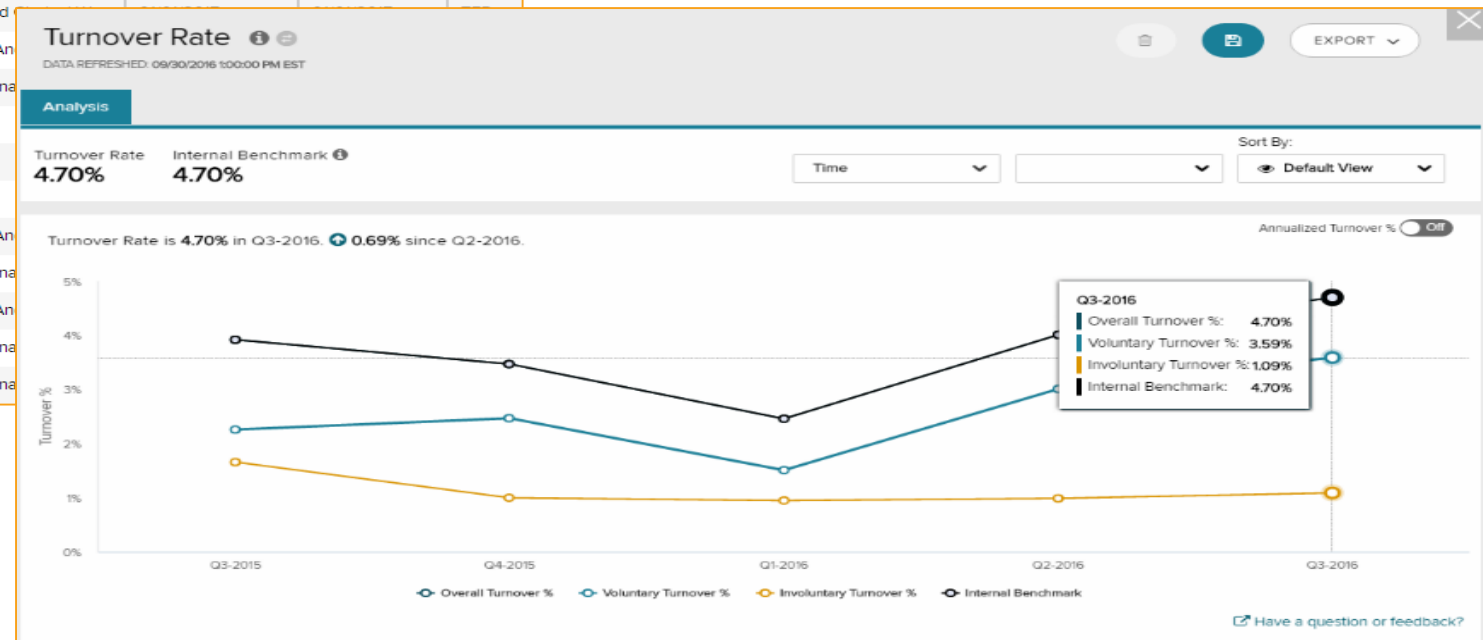 Turnover Rate
EXPORT
DATA REFRESHED: 09/30/2016 1:00:00 PM EST
Analysis
Turnover Rate Internal Benchmark
4.70% 4.70%
Sort By:
Time
Default View
Turnover Rate is 4.70% in Q3-2016. 0.69% since Q2-2016.
Annualized Turnover % Off
5%
4%
3%
2%
1%
0%
Turnover %
Q3-2016
Overall Turnover %: 4.70%
Voluntary Turnover %: 3.59%
Involuntary Turnover %: 1.09%
Internal Benchmark: 4.70%
Q3-2015 Q4-2015 Q1-2016 Q2-2016 Q3-2016
Overall Turnover % Voluntary Turnover % Involuntary Turnover % Internal Benchmark
Have a question or feedback?